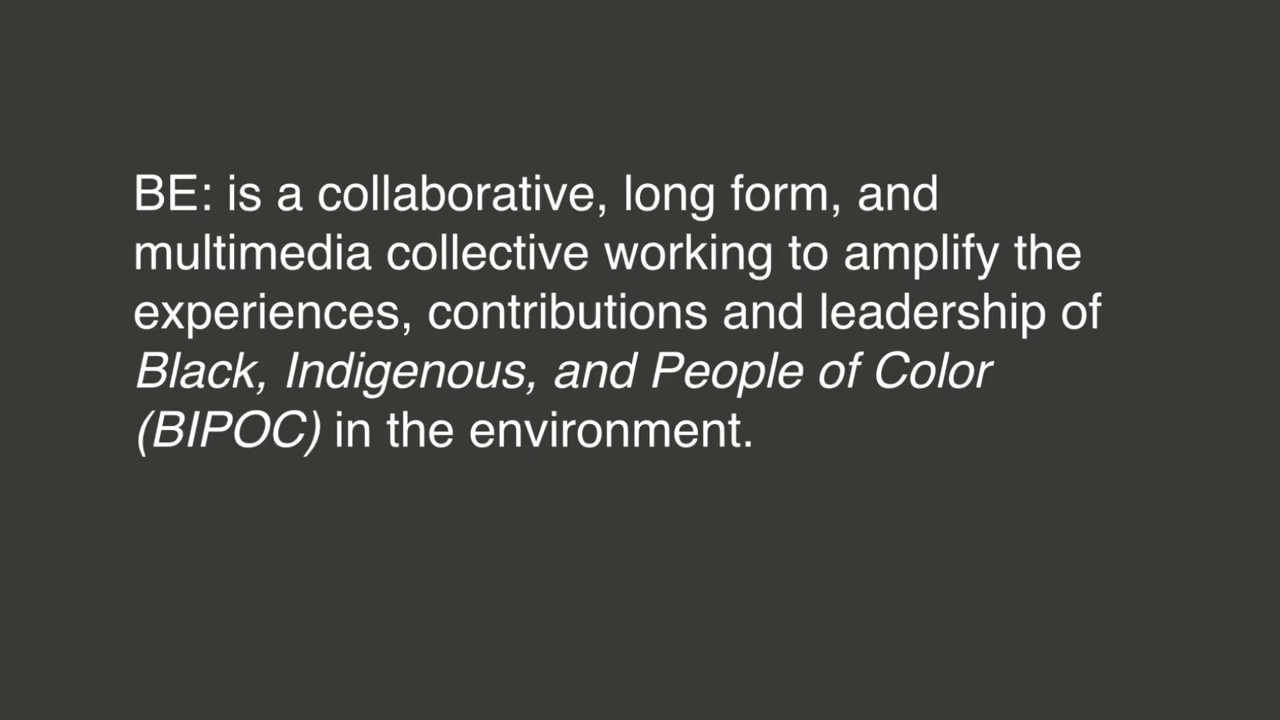 BE: is a collaborative, long form, and
multimedia collective working to amplify the
experiences, contributions and leadership of
Black, Indigenous, and People of Color
(BIPOC) in the environment.